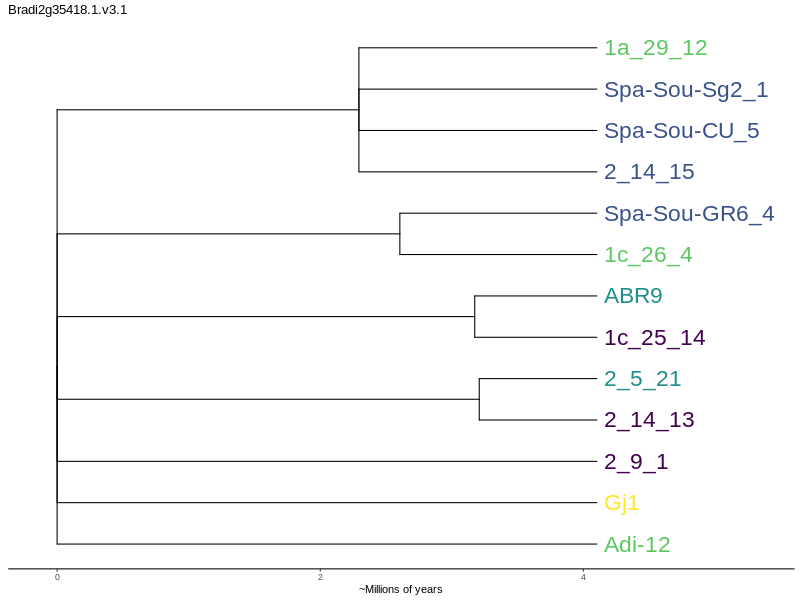 Bradi2g35418.1.v3.1
1a_29_12
Spa-Sou-Sg2_1
Spa-Sou-CU_5
2_14_15
Spa-Sou-GR6_4
1c_26_4
ABR9
1c_25_14
2_5_21
2_14_13
2_9_1
Gj1
Adi-12
0 2 4
~Millions of years